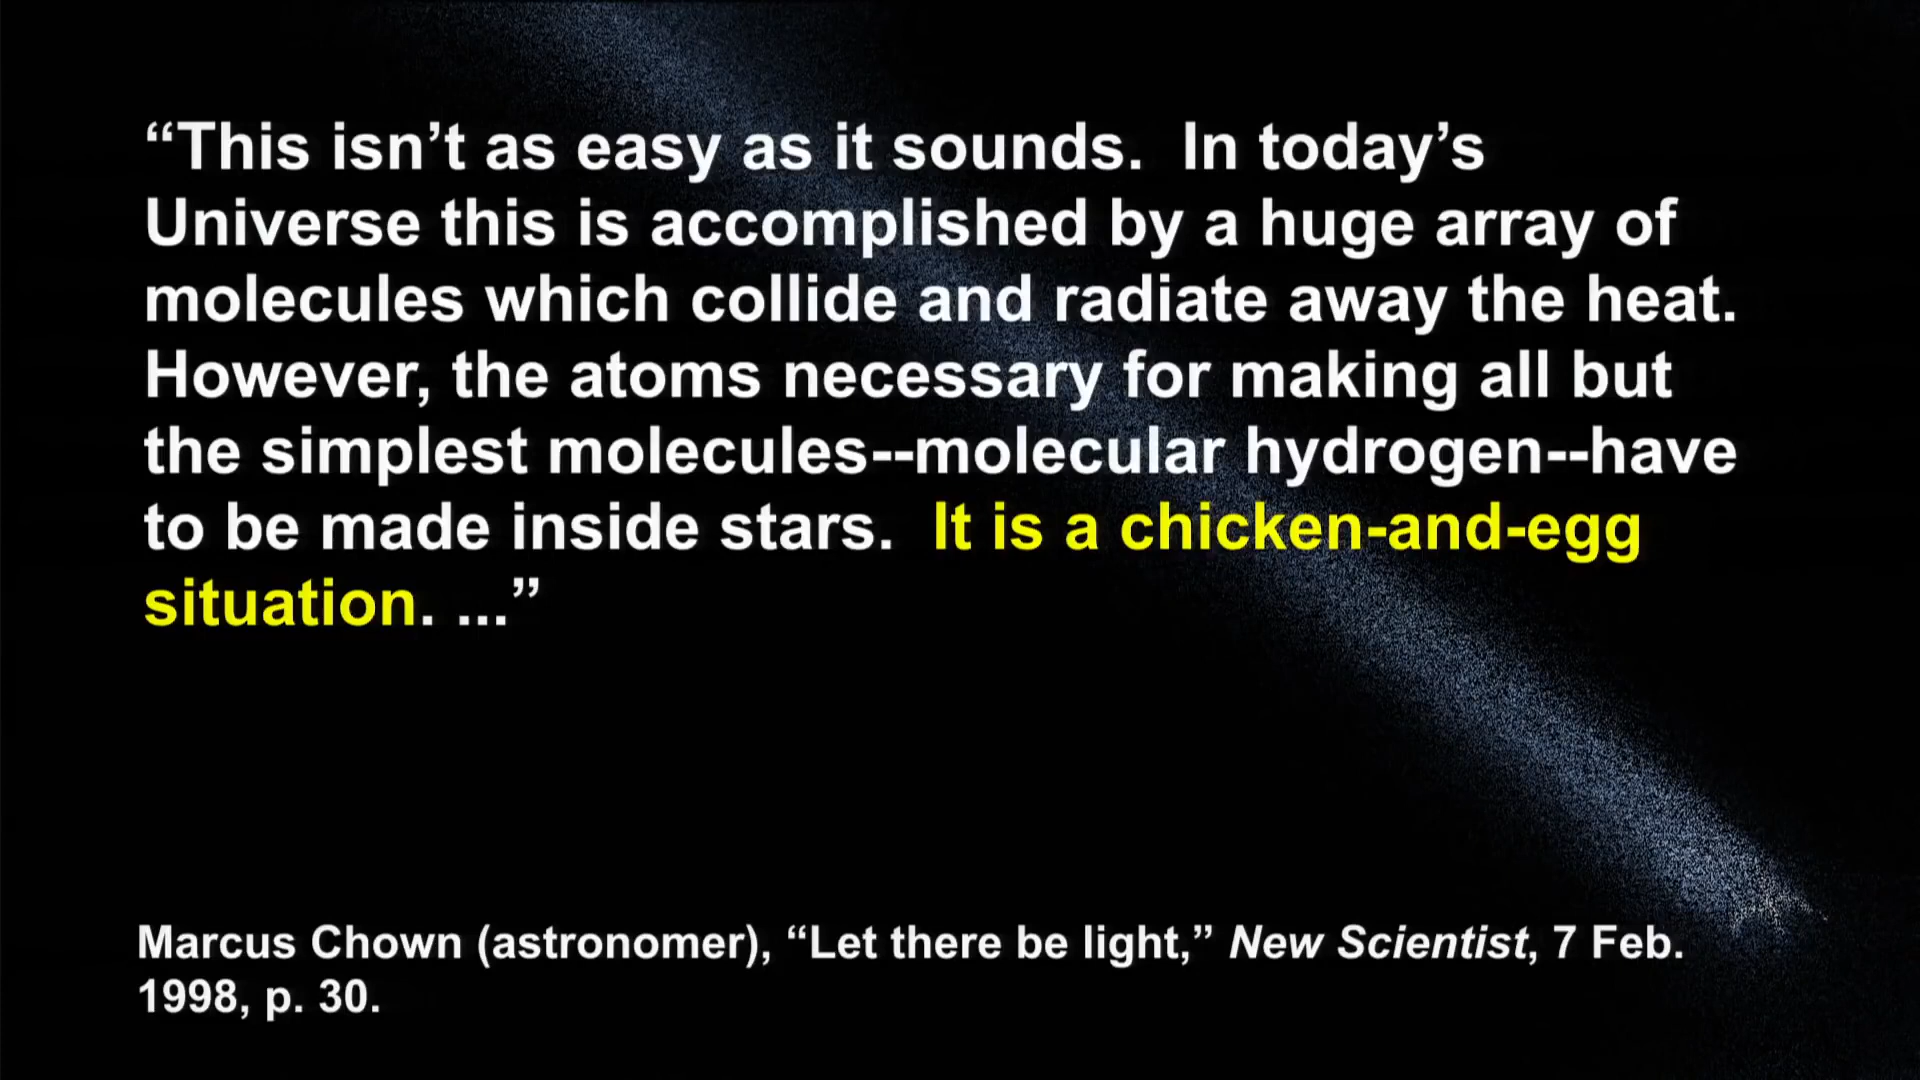 “This isn’t as easy as it sounds.  In today’s
Universe this is accomplished by a huge array of
molecules which collide and radiate away the heat.
However, the atoms necessary for making all but
the simplest molecules--molecular hydrogen--have
to be made inside stars.  It is a chicken-and-egg
situation. ...”
Marcus Chown (astronomer), “Let there be light,” New Scientist, 7 Feb.
1998, p. 30.